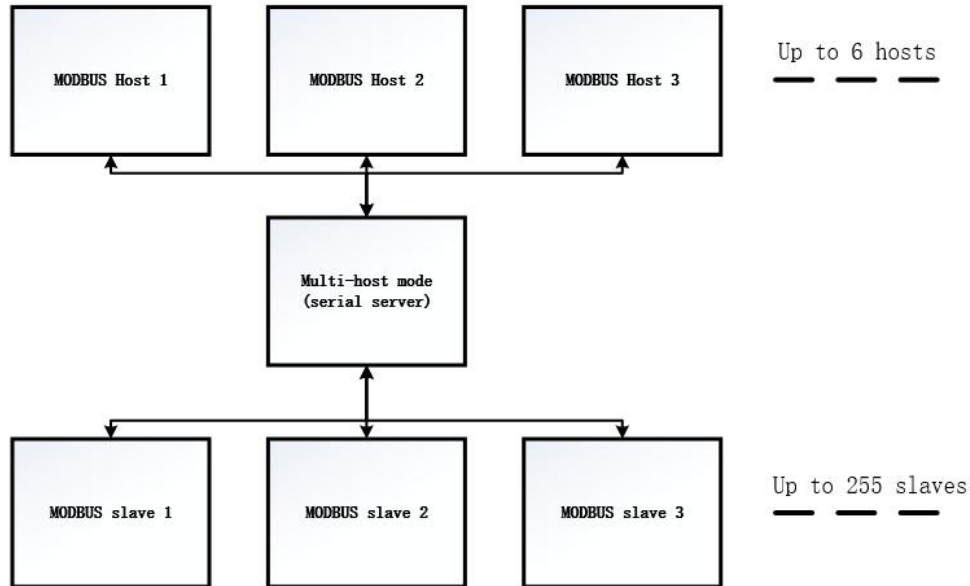 MODBUS Host 1
MODBUS Host 2
MODBUS Host 3
Up to 6 hosts
Multi-host mode
(serial server)
MODBUS slave 1
MODBUS slave 2
MODBUS slave 3
Up to 255 slaves